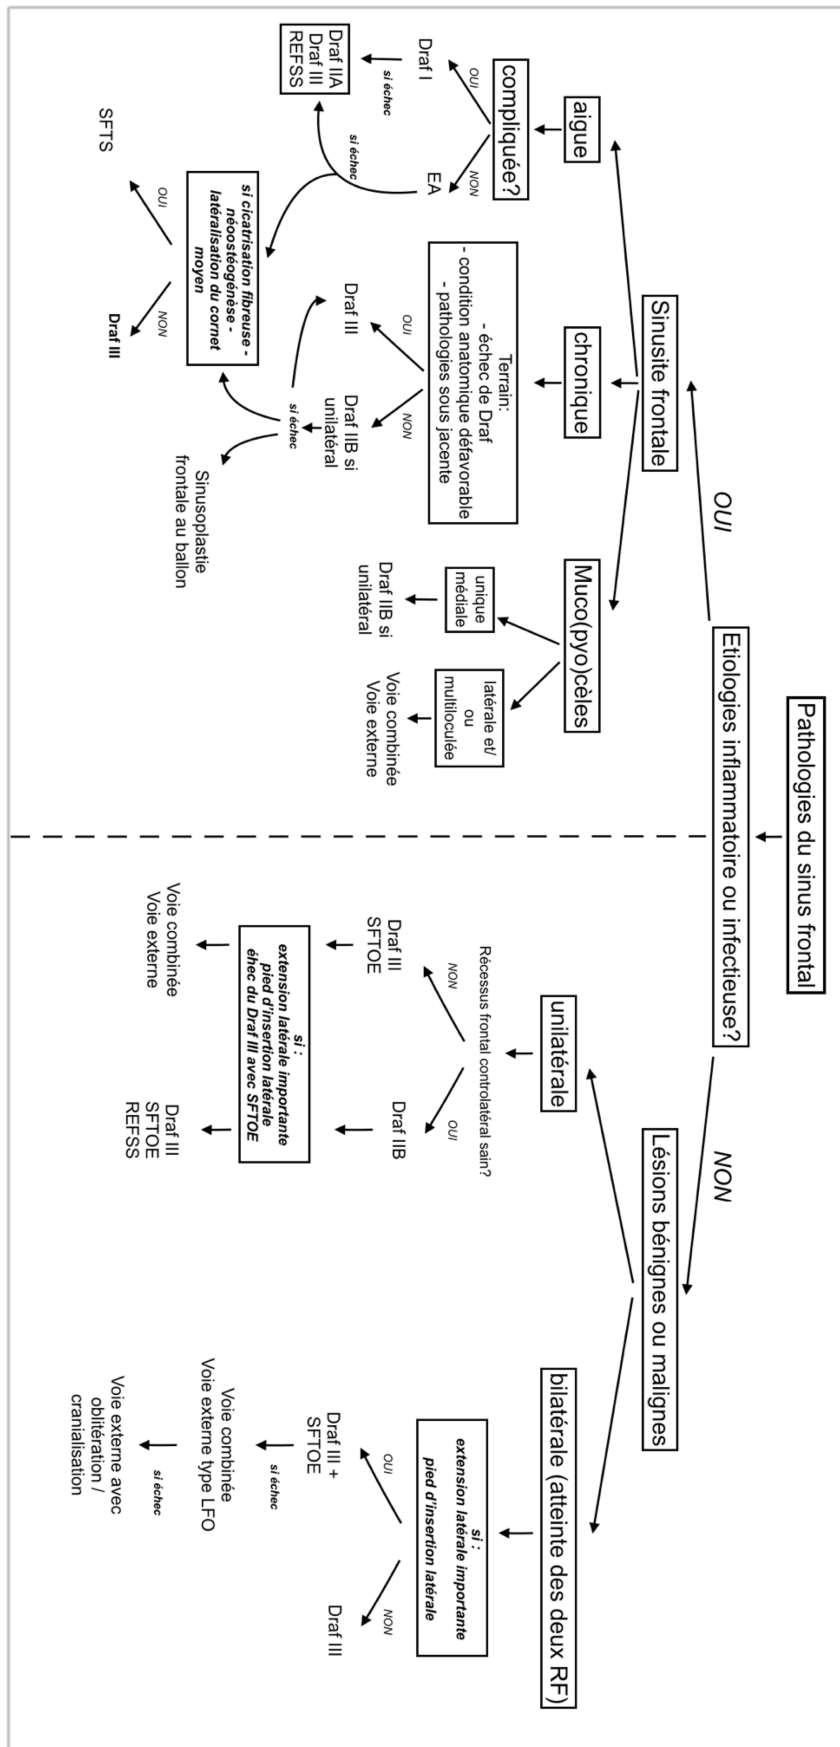 Pathologies du sinus frontal
Etiologies inflammatoire ou infectieuse?
OUI
NON
Sinusite frontale
Lésions bénignes ou malignes
aigue
chronique
Muco(pyo)cèles
unilatérale
bilatérale (atteinte des deux RF)
compliquée?
OUI
NON
Draf I
EA
si échec
si échec
Draf IIA
Draf III
REFSS
Terrain:
- échec de Draf
- condition anatomique défavorable
- pathologies sous jacente
OUI
NON
Draf III
Draf IIB si
unilatéral
si échec
si cicatrisation fibreuse -
néoostéogénèse -
latéralisation du cornet
moyen
Sinusoplastie
frontale au ballon
OUI
NON
SFTS
Draf III
unique
médiale
latérale et/
ou
multiloculée
Draf IIB si
unilatéral
Voie combinée
Voie externe
Récessus frontal controlatéral sain?
NON
OUI
Draf III
SFTOE
Draf IIB
si :
extension latérale importante
pied d'insertion latérale
éhec du Draf III avec SFTOE
Voie combinée
Voie externe
Draf III
SFTOE
REFSS
si :
extension latérale importante
pied d'insertion latérale
OUI
NON
Draf III +
SFTOE
Draf III
si échec
Voie combinée
Voie externe type LFO
si échec
Voie externe avec
oblitération /
cranialisation